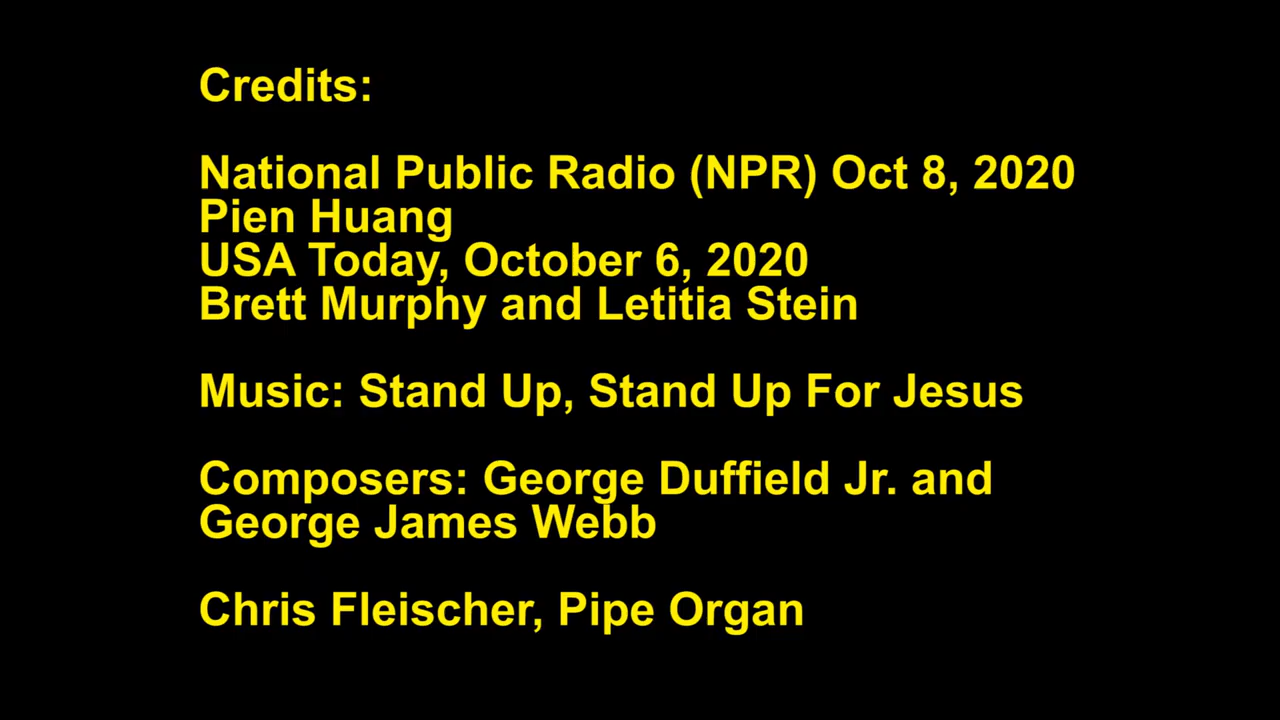 Credits:
National Public Radio (NPR) Oct 8, 2020
Pien Huang
USA Today, October 6, 2020
Brett Murphy and Letitia Stein
Music: Stand Up, Stand Up For Jesus
Composers: George Duffield Jr. and
George James Webb
Chris Fleischer, Pipe Organ